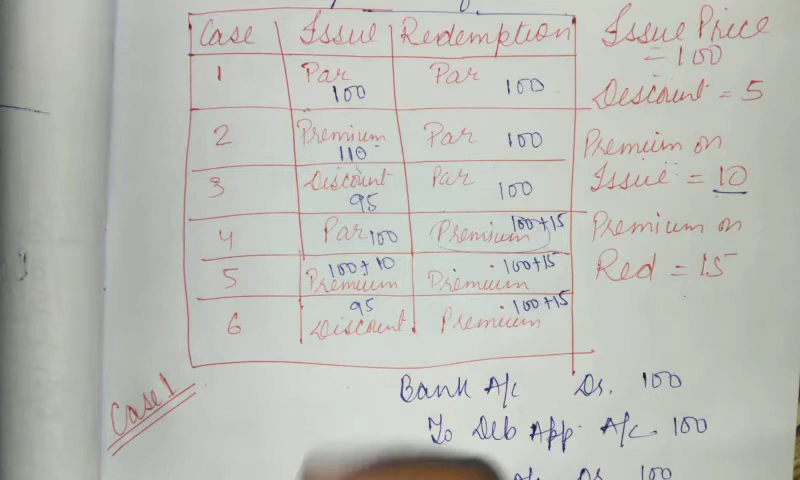 Case Issue Redemption
1 Par 100 Par 100
2 Premium 110 Par 100
3 Discount 95 Par 100
4 Par 100 Premium 100+15
5 Premium 100+10 Premium 100+15
6 Discount 95 Premium 100+15
Issue Price
= 100
Discount = 5
Premium on
Issue = 10
Premium on
Red = 15
Case 1
Bank A/c Dr. 100
To Deb App. A/c. 100
A/c Dr 100